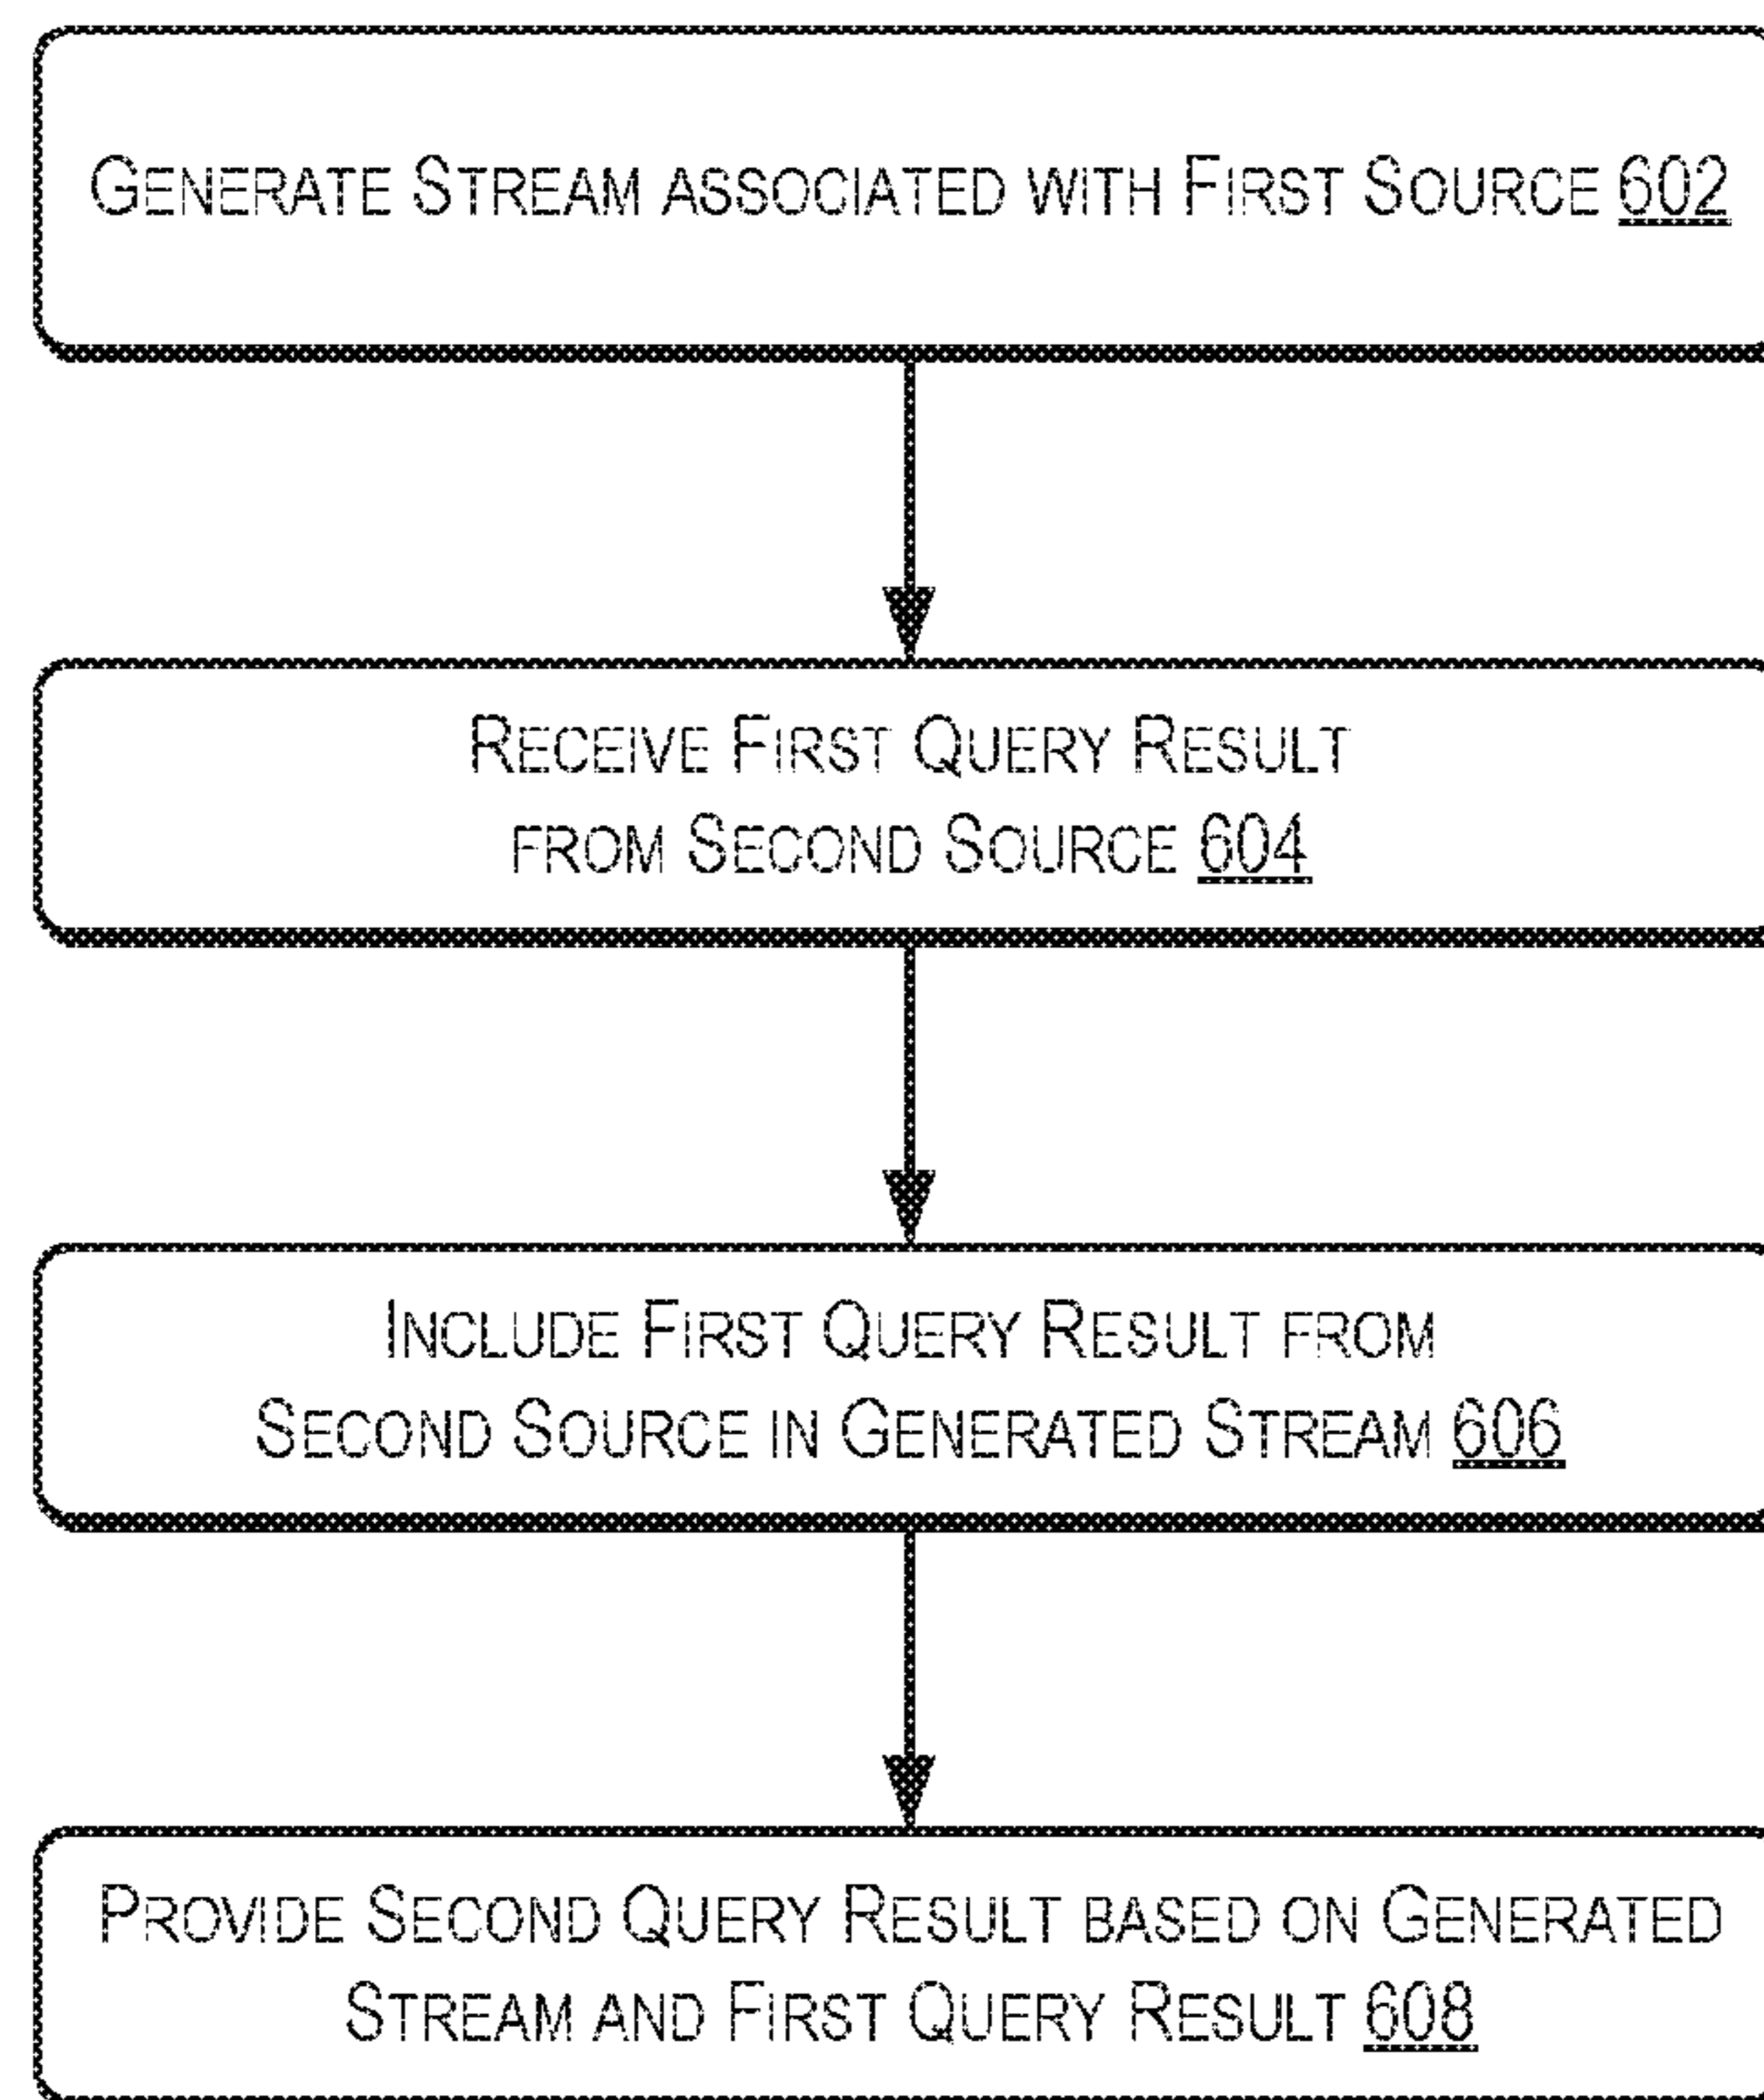 GENERATE STREAM ASSOCIATED WITH FIRST SOURCE 602
RECEIVE FIRST QUERY RESULT
FROM SECOND SOURCE 604
INCLUDE FIRST QUERY RESULT FROM
SECOND SOURCE IN GENERATED STREAM 606
PROVIDE SECOND QUERY RESULT BASED ON GENERATED
STREAM AND FIRST QUERY RESULT 608